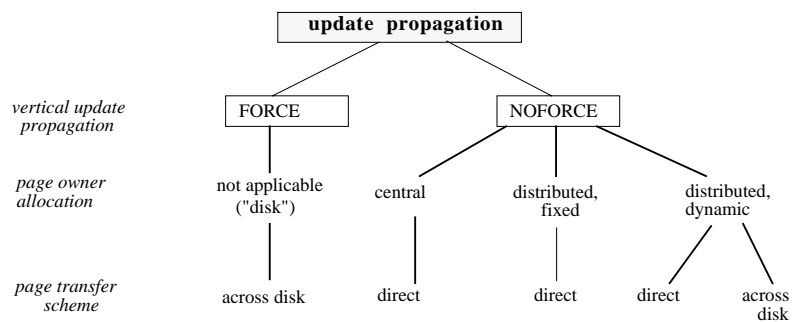 update propagation
vertical update
propagation
FORCE
NOFORCE
page owner
allocation
not applicable
("disk")
central
distributed,
fixed
distributed,
dynamic
page transfer
scheme
across disk
direct
direct
direct
across
disk